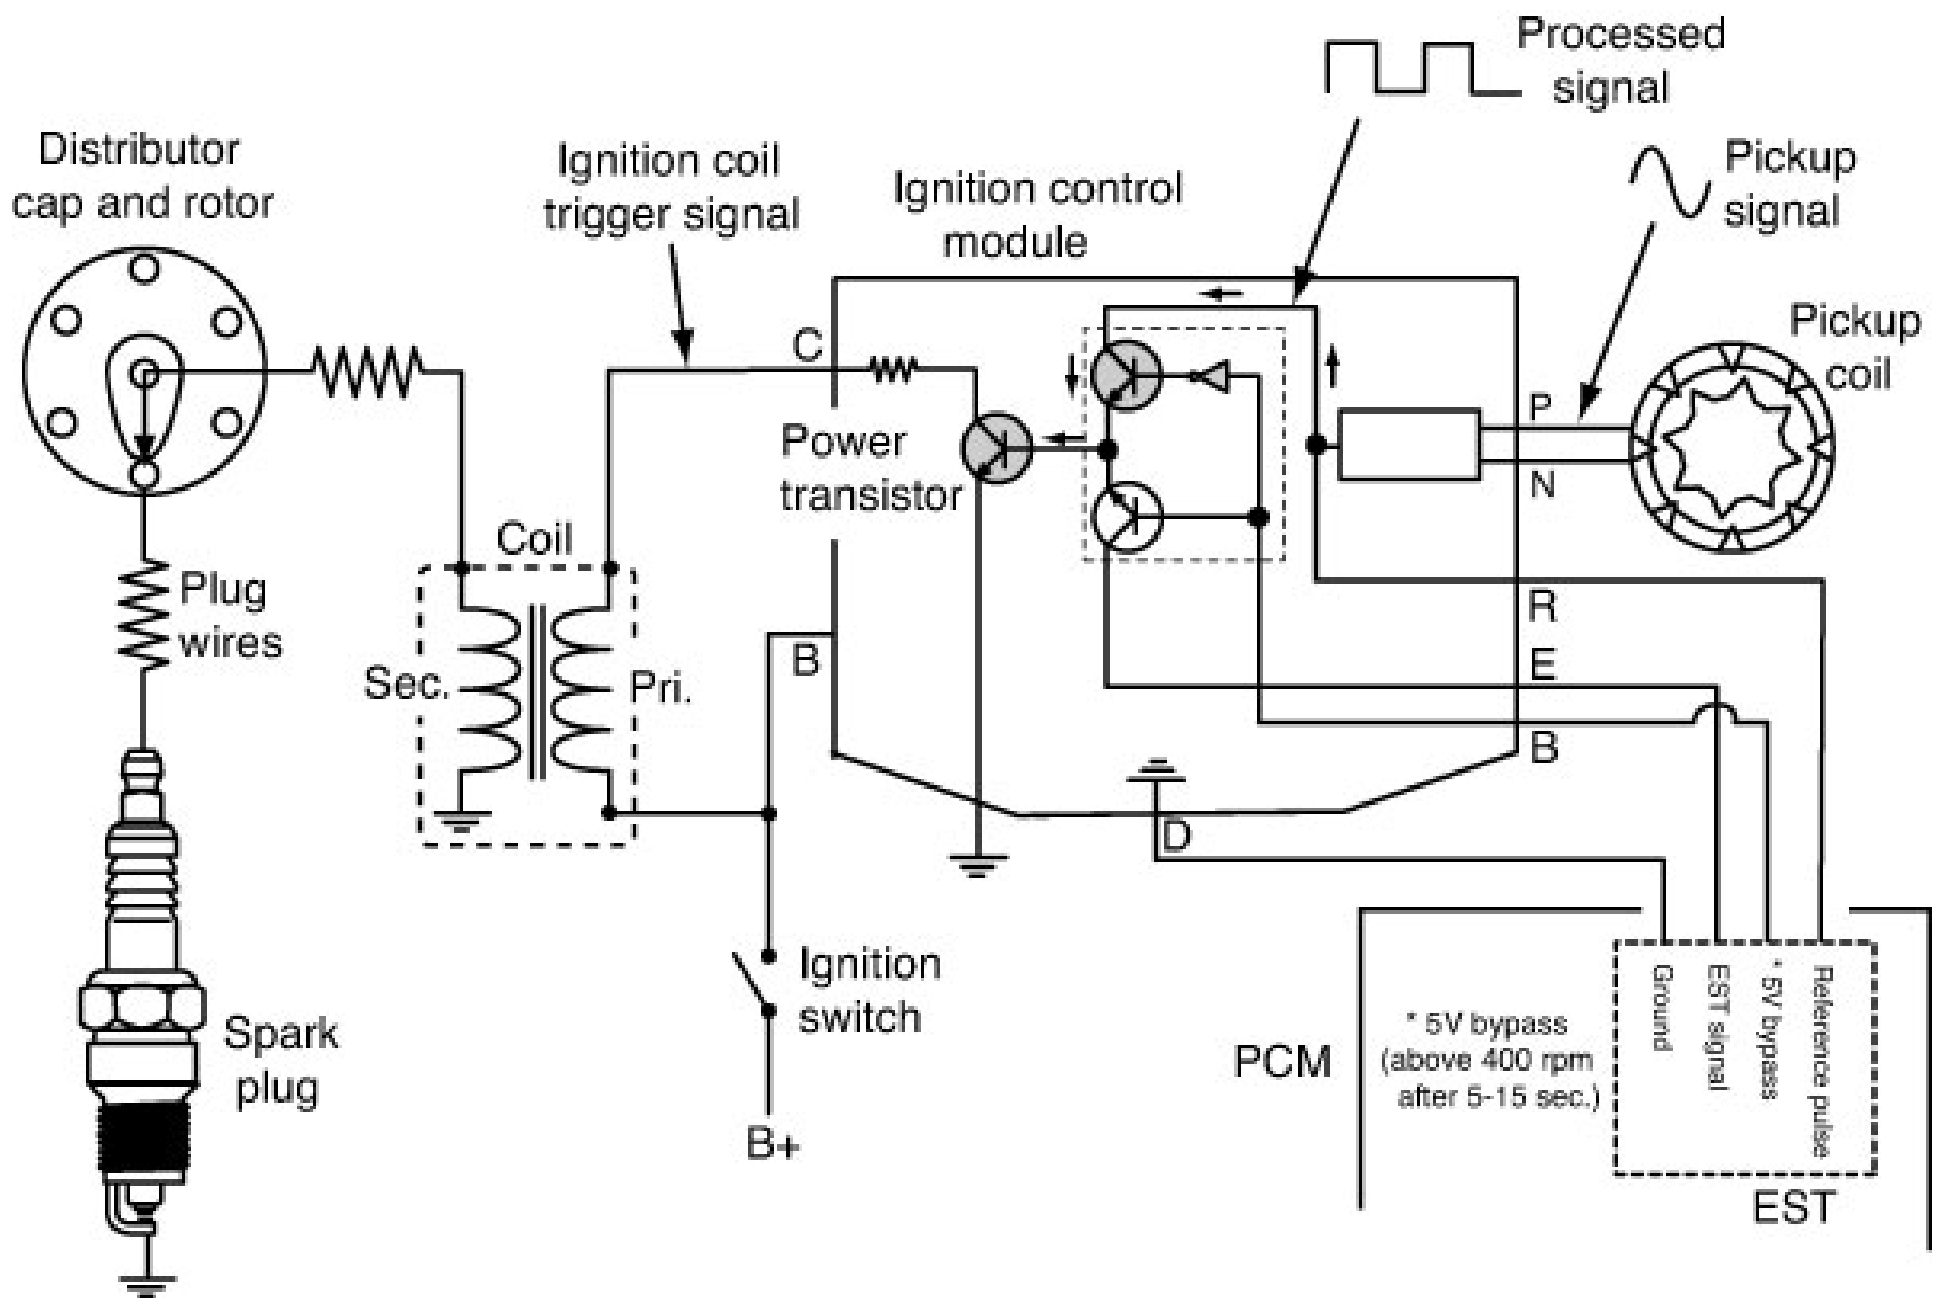 Processed
signal
Pickup
signal
Distributor
cap and rotor
Ignition coil
trigger signal
Ignition control
module
Pickup
coil
C
P
N
Power
transistor
Coil
Plug
wires
Sec.
Pri.
B
R
E
B
D
Ignition
switch
B+
Spark
plug
PCM
* 5V bypass
(above 400 rpm
after 5-15 sec.)
Ground
EST signal
* 5V bypass
Reference pulse
EST